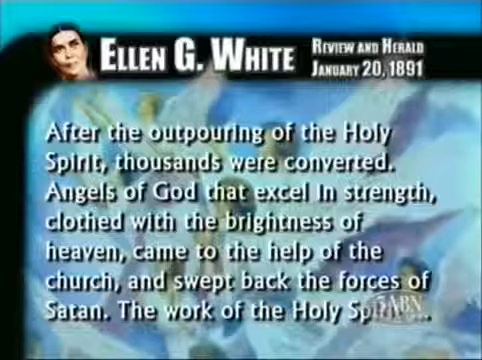 ELLEN G. WHITE
REVIEW AND HERALD
JANUARY 20, 1891
After the outpouring of the Holy
Spirit, thousands were converted.
Angels of God that excel in strength,
clothed with the brightness of
heaven, came to the help of the
church, and swept back the forces of
Satan. The work of the Holy
3ABN